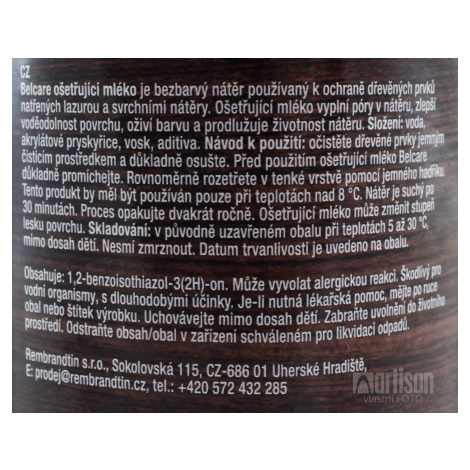 CZ
Belcare ošetřující mléko je bezbarvý nátěr používaný k ochraně dřevěných prvků
natřených lazurou a svrchními nátěry. Ošetřující mléko vyplní póry v nátěru, zlepší
voděodolnost povrchu, oživí barvu a prodlužuje životnost nátěru. Složení: voda,
akrylátové pryskyřice, vosk, aditiva. Návod k použití: očistěte dřevěné prvky jemným
čisticím prostředkem a důkladně osušte. Před použitím ošetřující mléko Belcare
důkladně promíchejte. Rovnoměrně rozetřete v tenké vrstvě pomocí jemného hadříku.
Tento produkt by měl být používán pouze při teplotách nad 8 °C. Nátěr je suchý po
30 minutách. Proces opakujte dvakrát ročně. Ošetřující mléko může změnit stupeň
lesku povrchu. Skladování: v původně uzavřeném obalu při teplotách 5 až 30 °C,
mimo dosah dětí. Nesmí zmrznout. Datum trvanlivosti je uvedeno na obalu.
Obsahuje: 1,2-benzoisothiazol-3(2H)-on. Může vyvolat alergickou reakci. Škodlivý pro
vodní organismy, s dlouhodobými účinky. Je-li nutná lékařská pomoc, mějte po ruce
obal nebo štítek výrobku. Uchovávejte mimo dosah dětí. Zabraňte uvolnění do životního
prostředí. Odstraňte obsah/obal v zařízení schváleném pro likvidaci odpadů.
Rembrandtin s.r.o., Sokolovská 115, CZ-686 01 Uherské Hradiště,
E: prodej@rembrandtin.cz, tel.: +420 572 432 285
artisan
vlastní FOTO